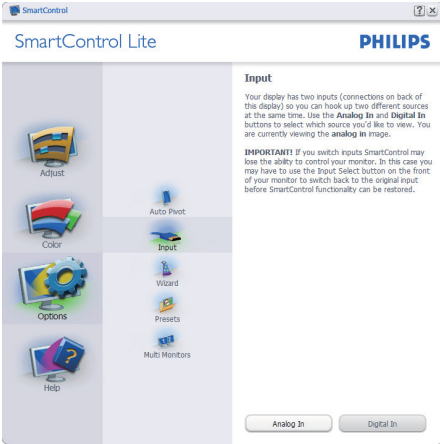 SmartControl
SmartControl Lite
PHILIPS
Adjust
Color
Options
Help
Auto Pivot
Input
Wizard
Presets
Multi Monitors
Input
Your display has two inputs (connections on back of
this display) so you can hook up two different sources
at the same time. Use the Analog In and Digital In
buttons to select which source you'd like to view. You
are currently viewing the analog in image.
IMPORTANT! If you switch inputs SmartControl may
lose the ability to control your monitor. In this case you
may have to use the Input Select button on the front
of your monitor to switch back to the original input
before SmartControl functionality can be restored.
Analog In
Digital In